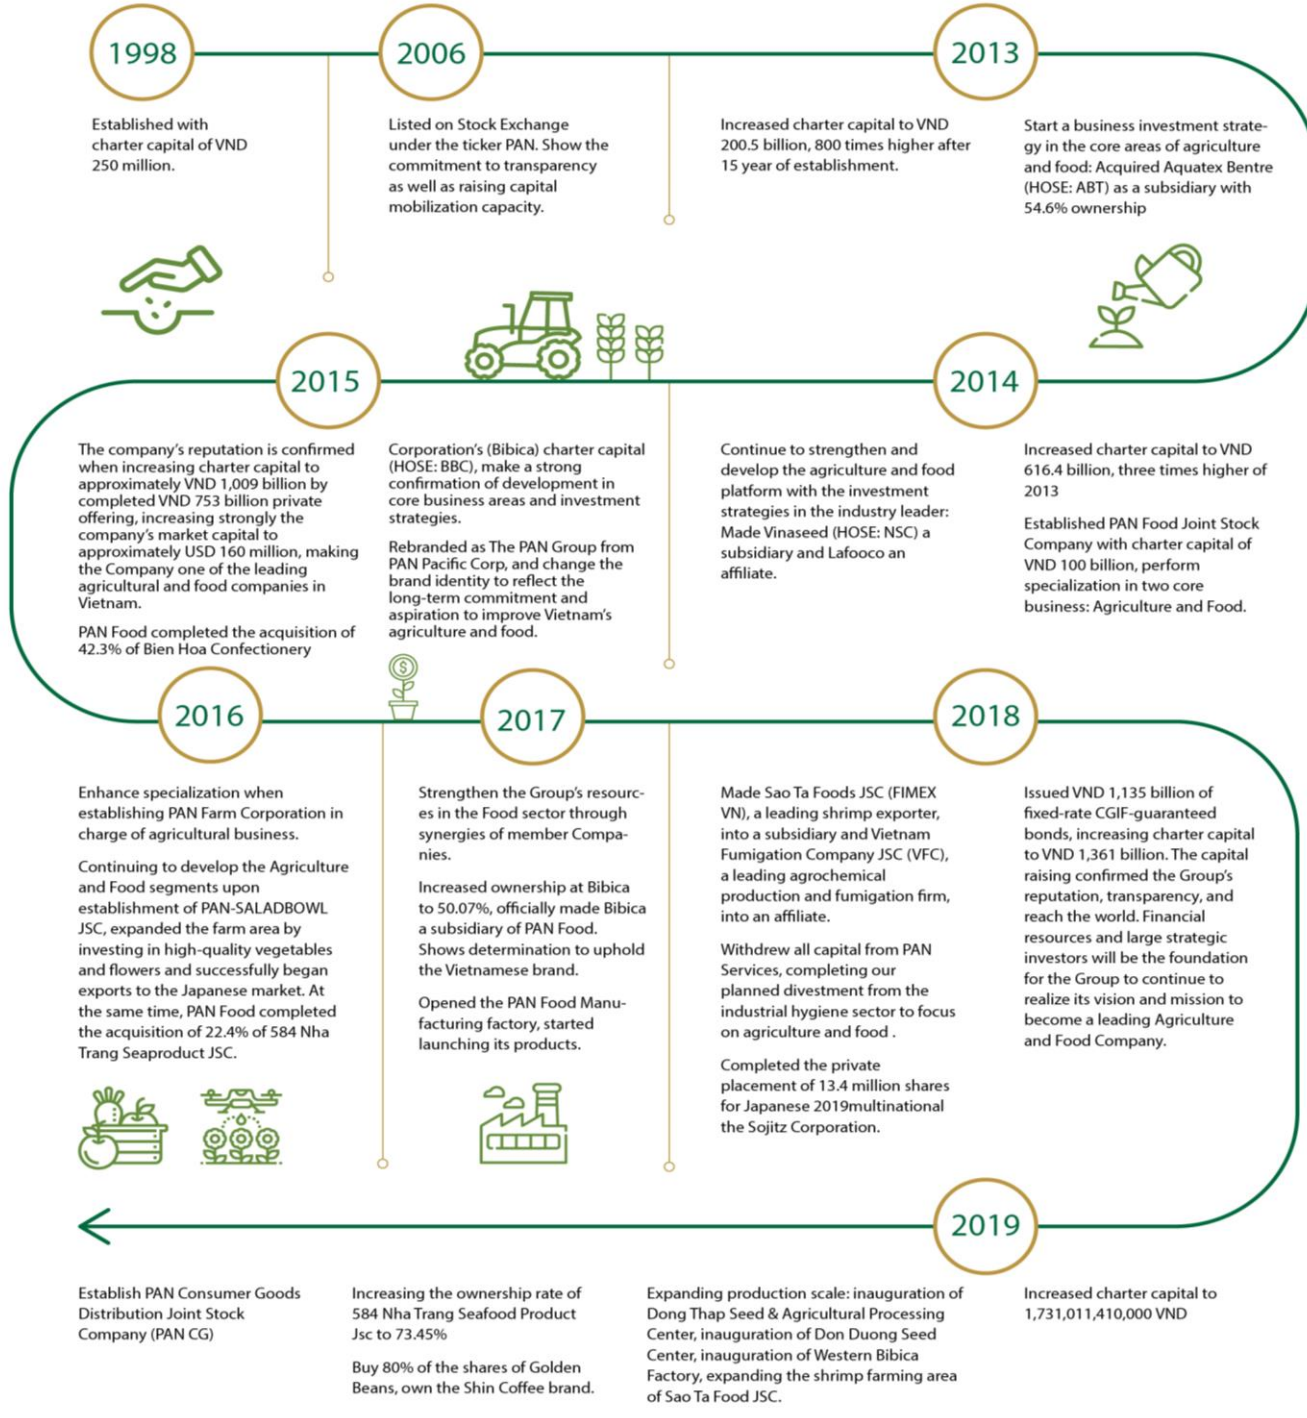 1998
Established with
charter capital of VND
250 million.
2006
Listed on Stock Exchange
under the ticker PAN. Show the
commitment to transparency
as well as raising capital
mobilization capacity.
2013
Increased charter capital to VND
200.5 billion, 800 times higher after
15 year of establishment.
Start a business investment strate-
gy in the core areas of agriculture
and food: Acquired Aquatex Bentre
(HOSE: ABT) as a subsidiary with
54.6% ownership
2014
Continue to strengthen and
develop the agriculture and food
platform with the investment
strategies in the industry leader:
Made Vinaseed (HOSE: NSC) a
subsidiary and Lafooco an
affiliate.
Increased charter capital to VND
616.4 billion, three times higher of
2013
Established PAN Food Joint Stock
Company with charter capital of
VND 100 billion, perform
specialization in two core
business: Agriculture and Food.
2015
The company's reputation is confirmed
when increasing charter capital to
approximately VND 1,009 billion by
completed VND 753 billion private
offering, increasing strongly the
company's market capital to
approximately USD 160 million, making
the Company one of the leading
agricultural and food companies in
Vietnam.
PAN Food completed the acquisition of
42.3% of Bien Hoa Confectionery
Corporation's (Bibica) charter capital
(HOSE: BBC), make a strong
confirmation of development in
core business areas and investment
strategies.
Rebranded as The PAN Group from
PAN Pacific Corp, and change the
brand identity to reflect the
long-term commitment and
aspiration to improve Vietnam's
agriculture and food.
$
2016
Enhance specialization when
establishing PAN Farm Corporation in
charge of agricultural business.
Continuing to develop the Agriculture
and Food segments upon
establishment of PAN-SALADBOWL
JSC, expanded the farm area by
investing in high-quality vegetables
and flowers and successfully began
exports to the Japanese market. At
the same time, PAN Food completed
the acquisition of 22.4% of 584 Nha
Trang Seaproduct JSC.
2017
Strengthen the Group's resourc-
es in the Food sector through
synergies of member Compa-
nies.
Increased ownership at Bibica
to 50.07%, officially made Bibica
a subsidiary of PAN Food.
Shows determination to uphold
the Vietnamese brand.
Opened the PAN Food Manu-
facturing factory, started
launching its products.
2018
Made Sao Ta Foods JSC (FIMEX
VN), a leading shrimp exporter,
into a subsidiary and Vietnam
Fumigation Company JSC (VFC),
a leading agrochemical
production and fumigation firm,
into an affiliate.
Withdrew all capital from PAN
Services, completing our
planned divestment from the
industrial hygiene sector to focus
on agriculture and food .
Completed the private
placement of 13.4 million shares
for Japanese 2019multinational
the Sojitz Corporation.
Issued VND 1,135 billion of
fixed-rate CGIF-guaranteed
bonds, increasing charter capital
to VND 1,361 billion. The capital
raising confirmed the Group's
reputation, transparency, and
reach the world. Financial
resources and large strategic
investors will be the foundation
for the Group to continue to
realize its vision and mission to
become a leading Agriculture
and Food Company.
2019
Establish PAN Consumer Goods
Distribution Joint Stock
Company (PAN CG)
Increasing the ownership rate of
584 Nha Trang Seafood Product
Jsc to 73.45%
Buy 80% of the shares of Golden
Beans, own the Shin Coffee brand.
Expanding production scale: inauguration of
Dong Thap Seed & Agricultural Processing
Center, inauguration of Don Duong Seed
Center, inauguration of Western Bibica
Factory, expanding the shrimp farming area
of Sao Ta Food JSC.
Increased charter capital to
1,731,011,410,000 VND